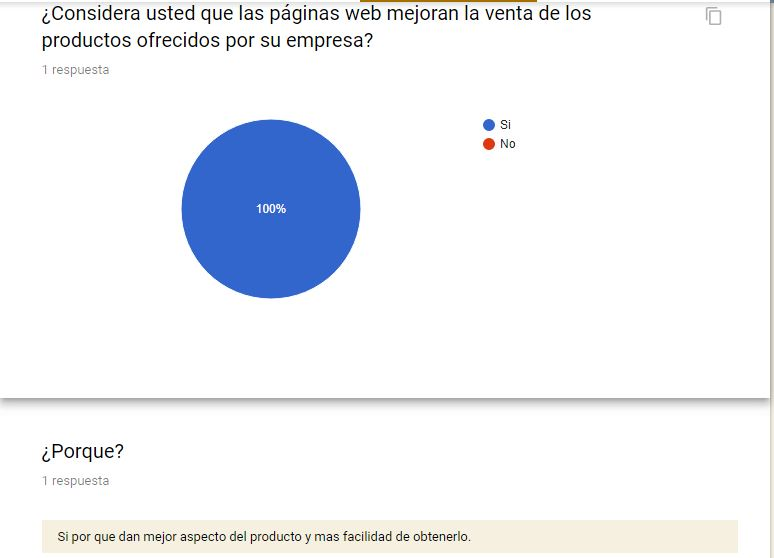 ¿Considera usted que las páginas web mejoran la venta de los
productos ofrecidos por su empresa?
1 respuesta
Si
No
100%
¿Porque?
1 respuesta
Si por que dan mejor aspecto del producto y mas facilidad de obtenerlo.